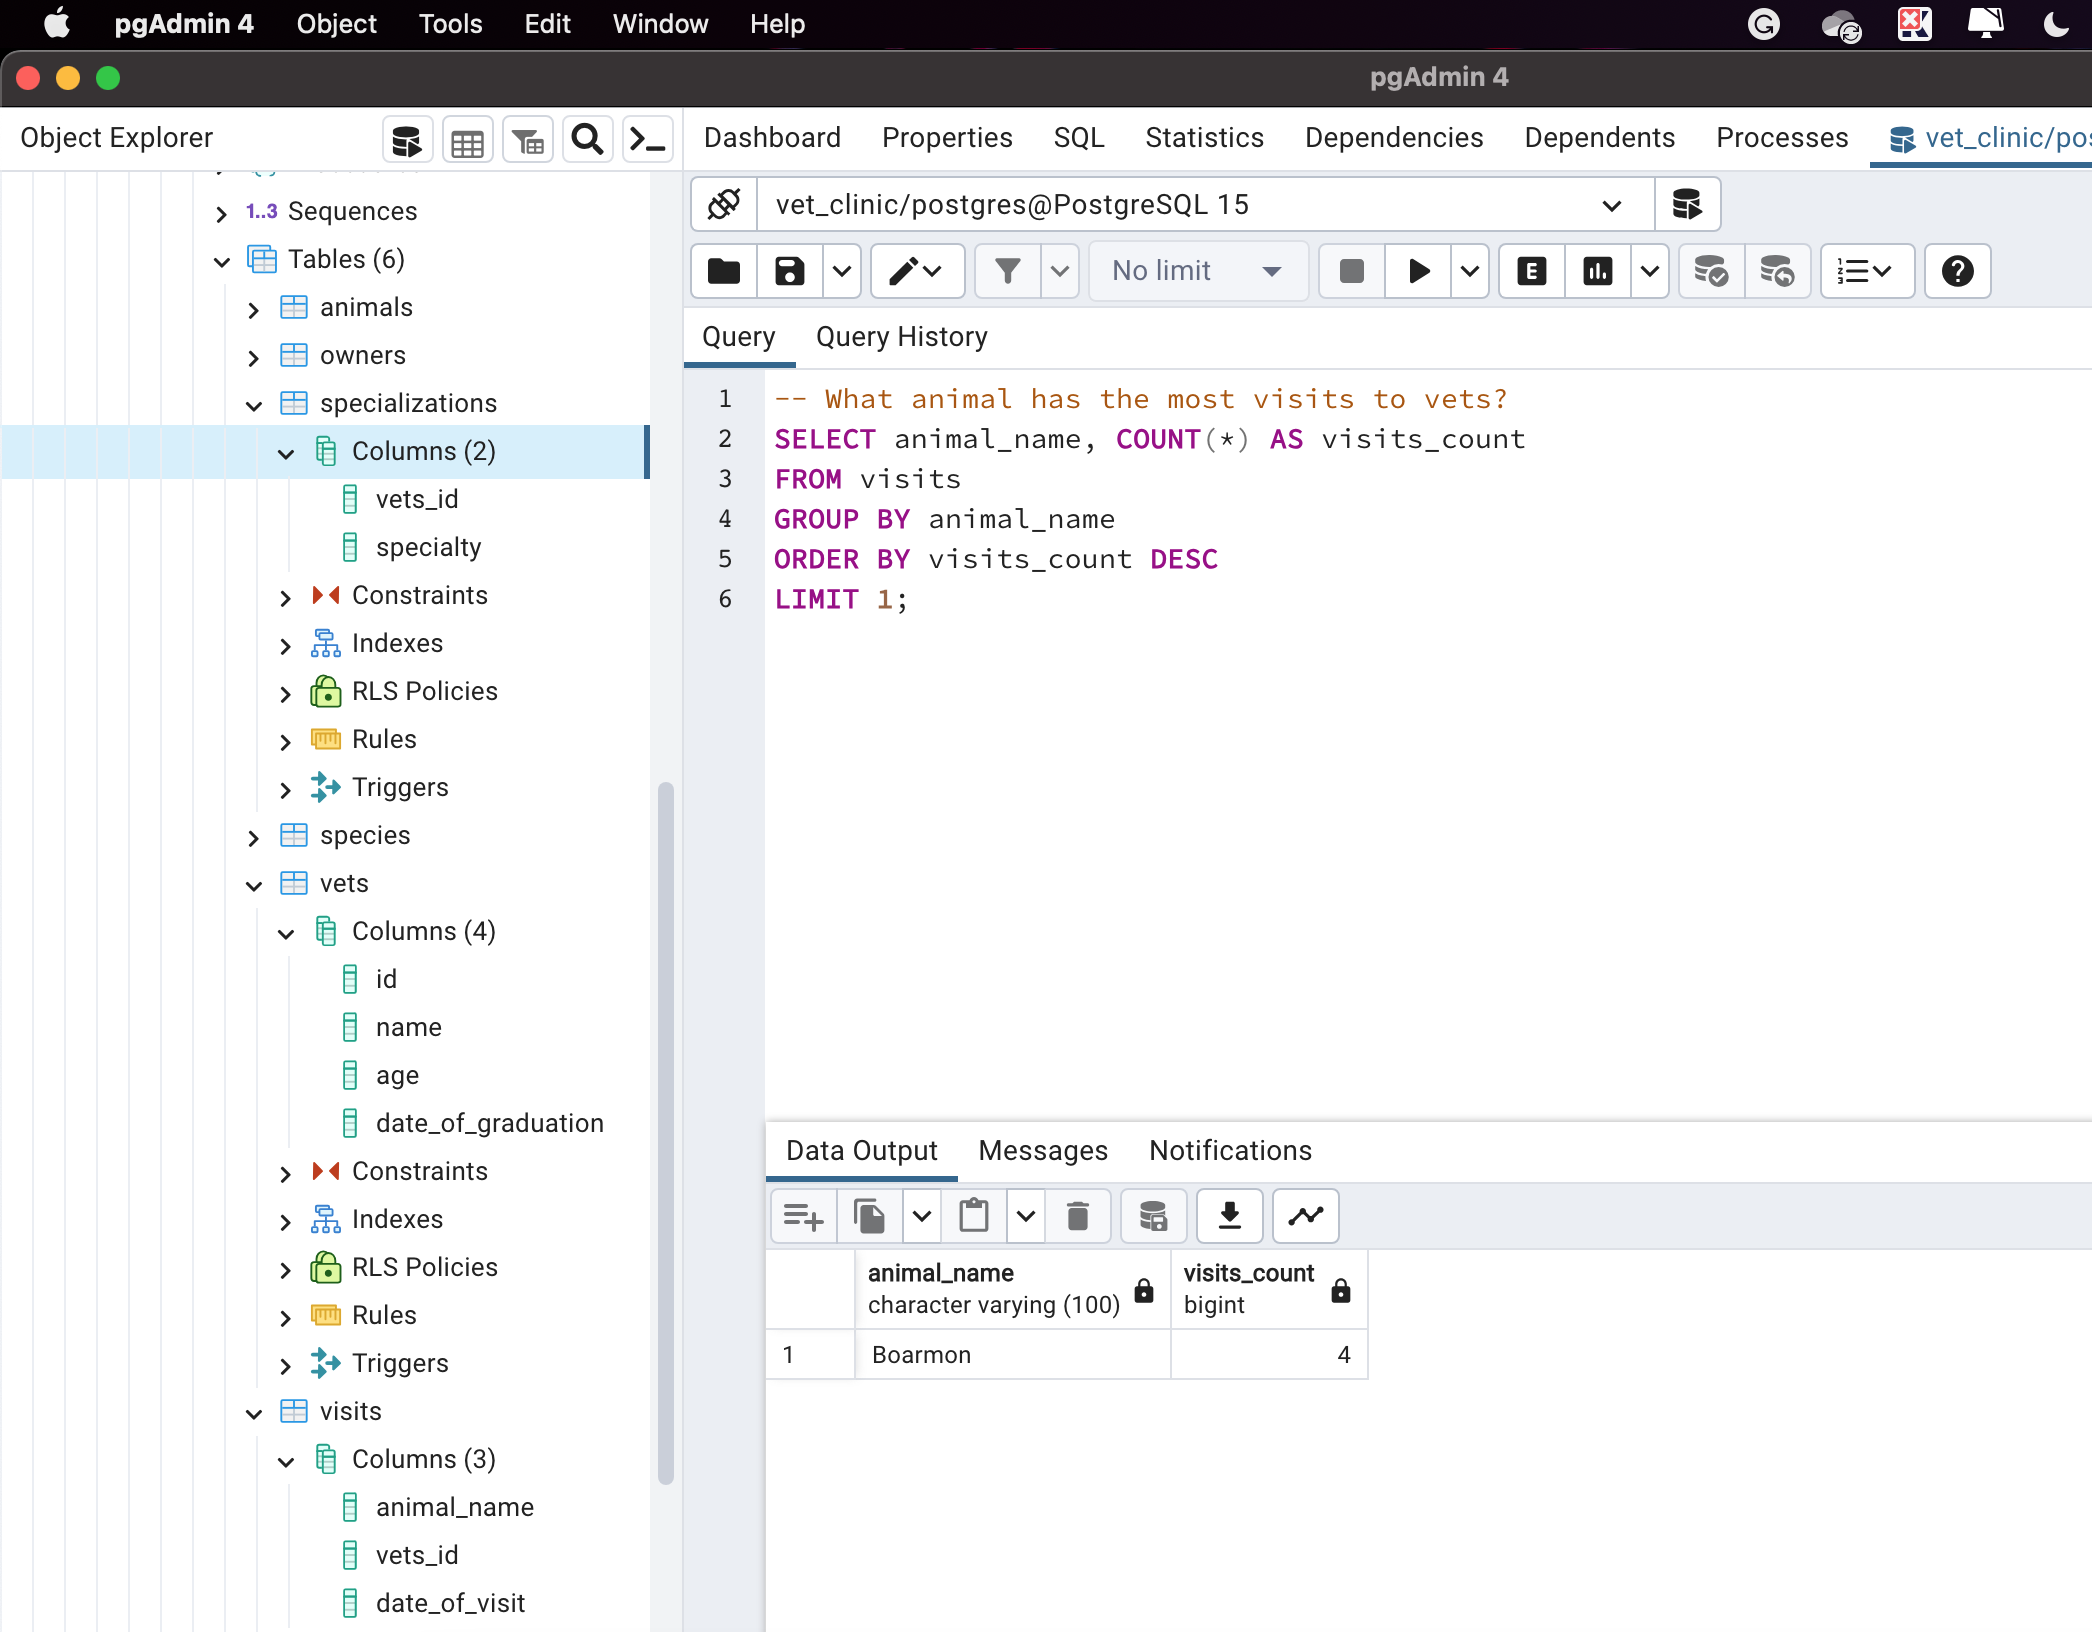 pgAdmin 4 Object Tools Edit Window Help
pgAdmin 4
Object Explorer
Dashboard Properties SQL Statistics Dependencies Dependents Processes vet_clinic/pos
1..3 Sequences
Tables (6)
animals
owners
specializations
Columns (2)
vets_id
specialty
Constraints
Indexes
RLS Policies
Rules
Triggers
species
vets
Columns (4)
id
name
age
date_of_graduation
Constraints
Indexes
RLS Policies
Rules
Triggers
visits
Columns (3)
animal_name
vets_id
date_of_visit
vet_clinic/postgres@PostgreSQL 15
No limit
Query Query History
1 -- What animal has the most visits to vets?
2 SELECT animal_name, COUNT(*) AS visits_count
3 FROM visits
4 GROUP BY animal_name
5 ORDER BY visits_count DESC
6 LIMIT 1;
Data Output Messages Notifications
animal_name visits_count
character varying (100) bigint
1 Boarmon 4